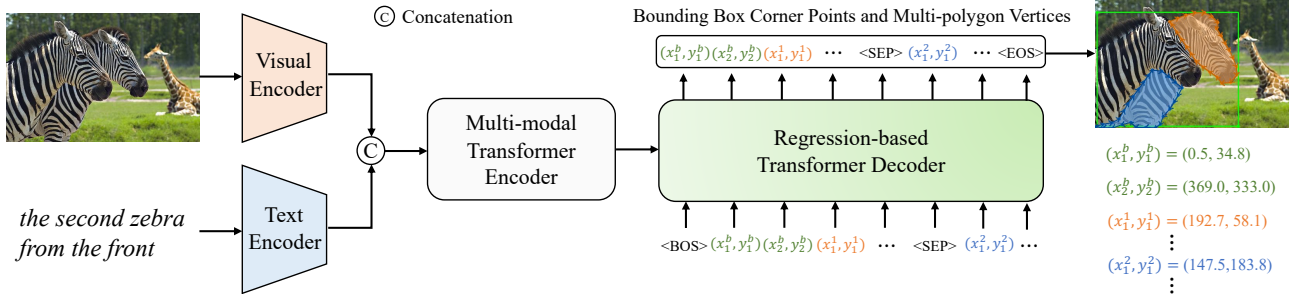 Ⓒ Concatenation
Bounding Box Corner Points and Multi-polygon Vertices
Visual
Encoder
(x₁ᵇ, y₁ᵇ)(x₂ᵇ, y₂ᵇ)(x₁¹, y₁¹) ··· <SEP> (x₁², y₁²) ··· <EOS>
C
Multi-modal
Transformer
Encoder
Regression-based
Transformer Decoder
the second zebra
from the front
Text
Encoder
<BOS> (x₁ᵇ, y₁ᵇ)(x₂ᵇ, y₂ᵇ)(x₁¹, y₁¹) ··· <SEP> (x₁², y₁²) ···
(x₁ᵇ, y₁ᵇ) = (0.5, 34.8)
(x₂ᵇ, y₂ᵇ) = (369.0, 333.0)
(x₁¹, y₁¹) = (192.7, 58.1)
⋮
(x₁², y₁²) = (147.5,183.8)
⋮